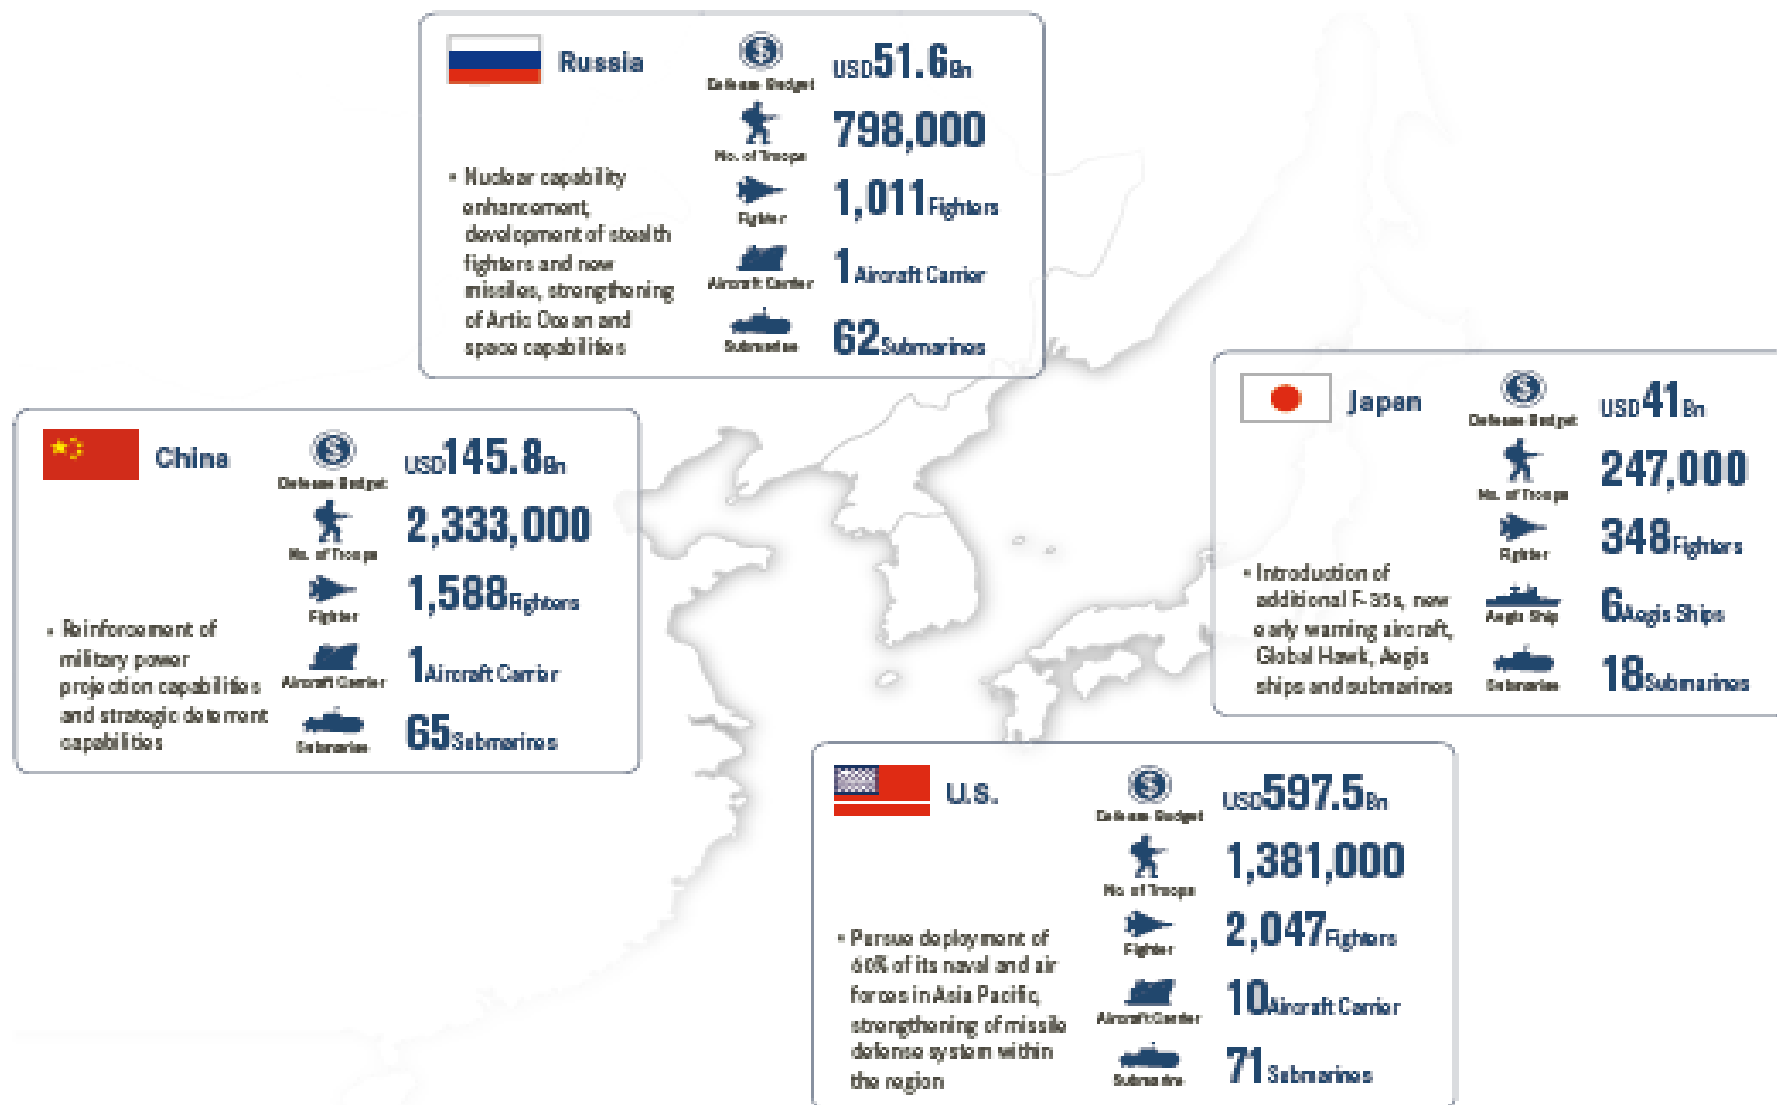 Russia
Defense Budget
USD51.6Bn
No. of Troops
798,000
Fighter
1,011Fighters
Aircraft Carrier
1Aircraft Carrier
Submarine
62Submarines
• Nuclear capability
enhancement,
development of stealth
fighters and new
missiles, strengthening
of Artic Ocean and
space capabilities
China
Defense Budget
USD145.8Bn
No. of Troops
2,333,000
Fighter
1,588Fighters
Aircraft Carrier
1Aircraft Carrier
Submarine
65Submarines
• Reinforcement of
military power
projection capabilities
and strategic deterrent
capabilities
Japan
Defense Budget
USD41Bn
No. of Troops
247,000
Fighter
348Fighters
Aegis Ship
6Aegis Ships
Submarine
18Submarines
• Introduction of
additional F-35s, new
early warning aircraft,
Global Hawk, Aegis
ships and submarines
U.S.
Defense Budget
USD597.5Bn
No. of Troops
1,381,000
Fighter
2,047Fighters
Aircraft Carrier
10Aircraft Carrier
Submarine
71Submarines
• Pursue deployment of
60% of its naval and air
forces in Asia Pacific,
strengthening of missile
defense system within
the region